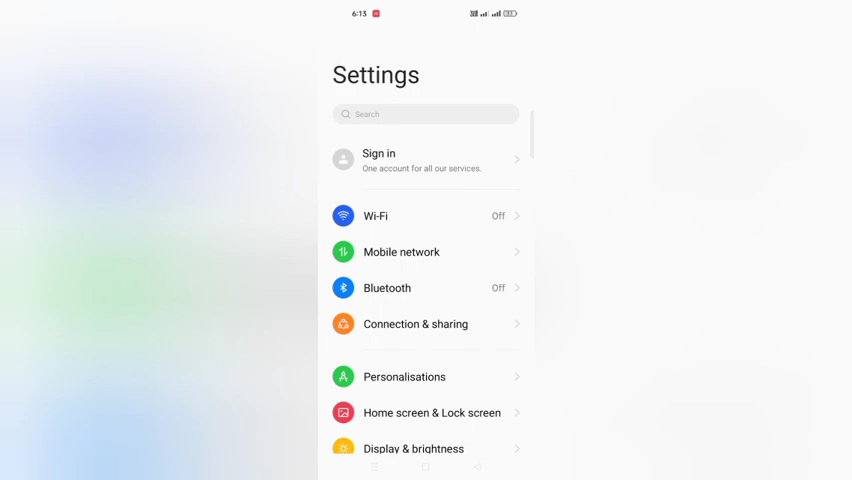 6:13
Settings
Search
Sign in
One account for all our services.
Wi-Fi Off
Mobile network
Bluetooth Off
Connection & sharing
Personalisations
Home screen & Lock screen
Display & brightness